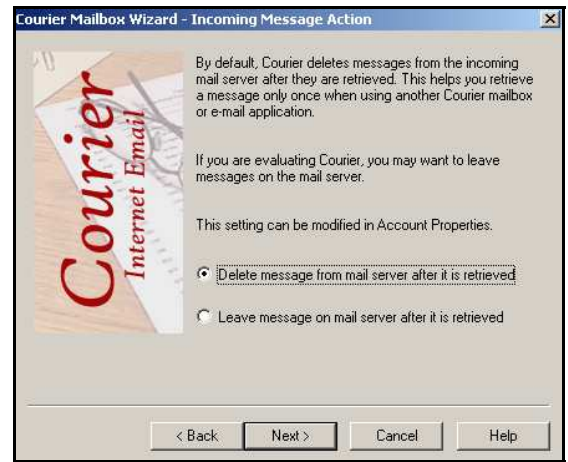 Courier Mailbox Wizard - Incoming Message Action
Courier
Internet Email
By default, Courier deletes messages from the incoming
mail server after they are retrieved. This helps you retrieve
a message only once when using another Courier mailbox
or e-mail application.
If you are evaluating Courier, you may want to leave
messages on the mail server.
This setting can be modified in Account Properties.
Delete message from mail server after it is retrieved
Leave message on mail server after it is retrieved
< Back
Next >
Cancel
Help